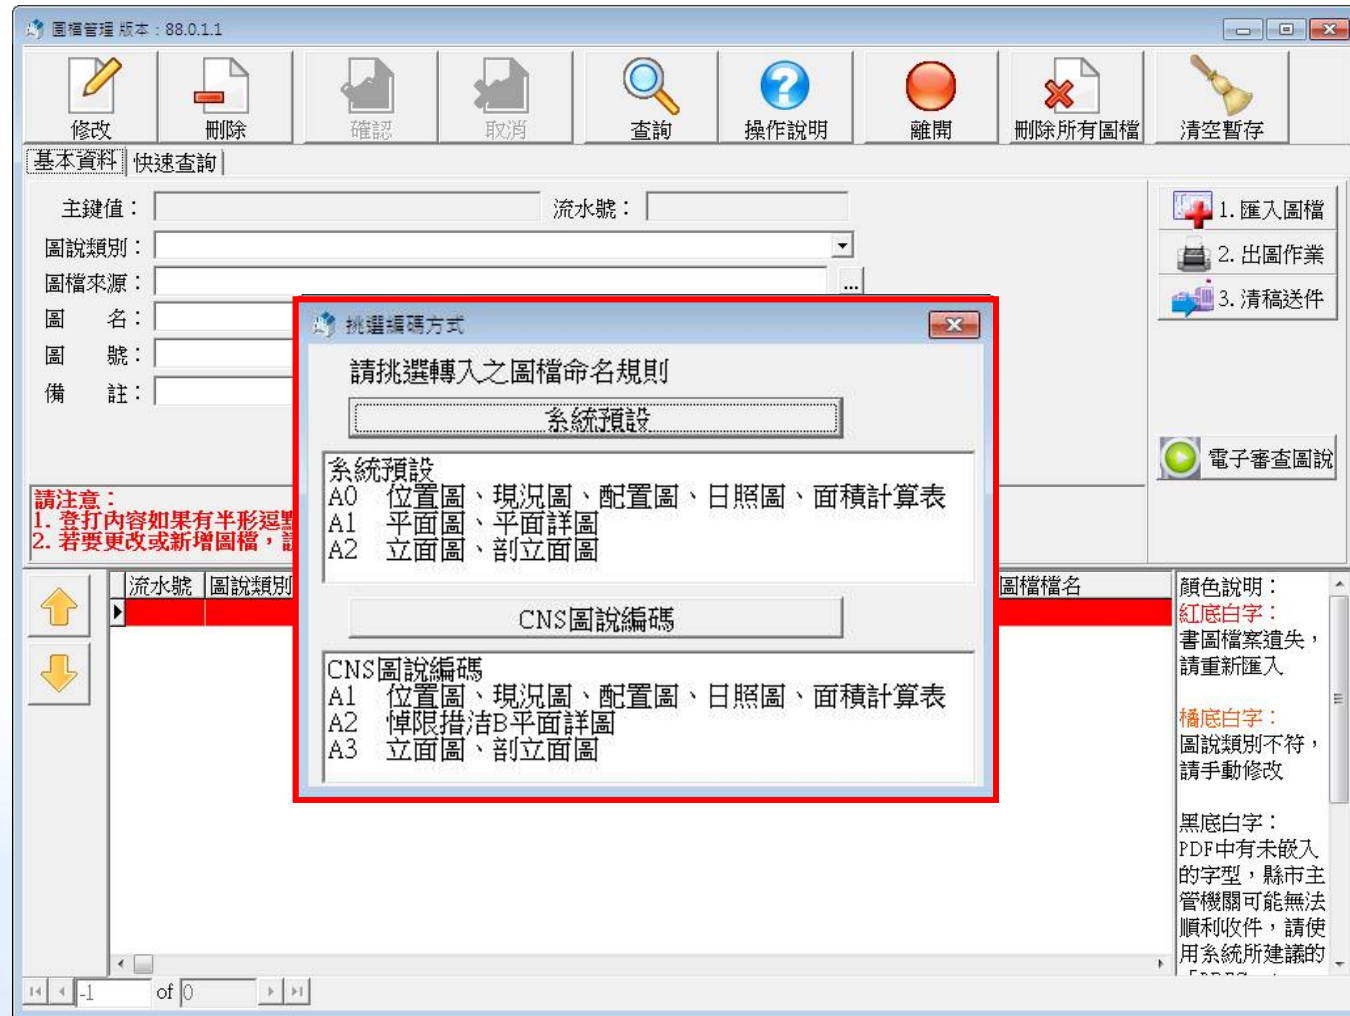 圖檔管理 版本：88.0.1.1
修改 刪除 確認 取消 查詢 操作說明 離開 刪除所有圖檔 清空暫存
基本資料 快速查詢
主鍵值： 流水號：
圖說類別：
圖檔來源： ...
圖 名：
圖 號：
備 註：
1. 匯入圖檔
2. 出圖作業
3. 清稿送件
電子審查圖說
請注意：
1. 登打內容如果有半形逗
2. 若要更改或新增圖檔，
挑選編碼方式
請挑選轉入之圖檔命名規則
系統預設
系統預設
A0 位置圖、現況圖、配置圖、日照圖、面積計算表
A1 平面圖、平面詳圖
A2 立面圖、剖立面圖
CNS圖說編碼
CNS圖說編碼
A1 位置圖、現況圖、配置圖、日照圖、面積計算表
A2 悼限措洁B平面詳圖
A3 立面圖、剖立面圖
流水號 圖說類別 圖檔檔名
顏色說明：
紅底白字：
書圖檔案遺失，
請重新匯入
橘底白字：
圖說類別不符，
請手動修改
黑底白字：
PDF中有未嵌入
的字型，縣市主
管機關可能無法
順利收件，請使
用系統所建議的
-1 of 0